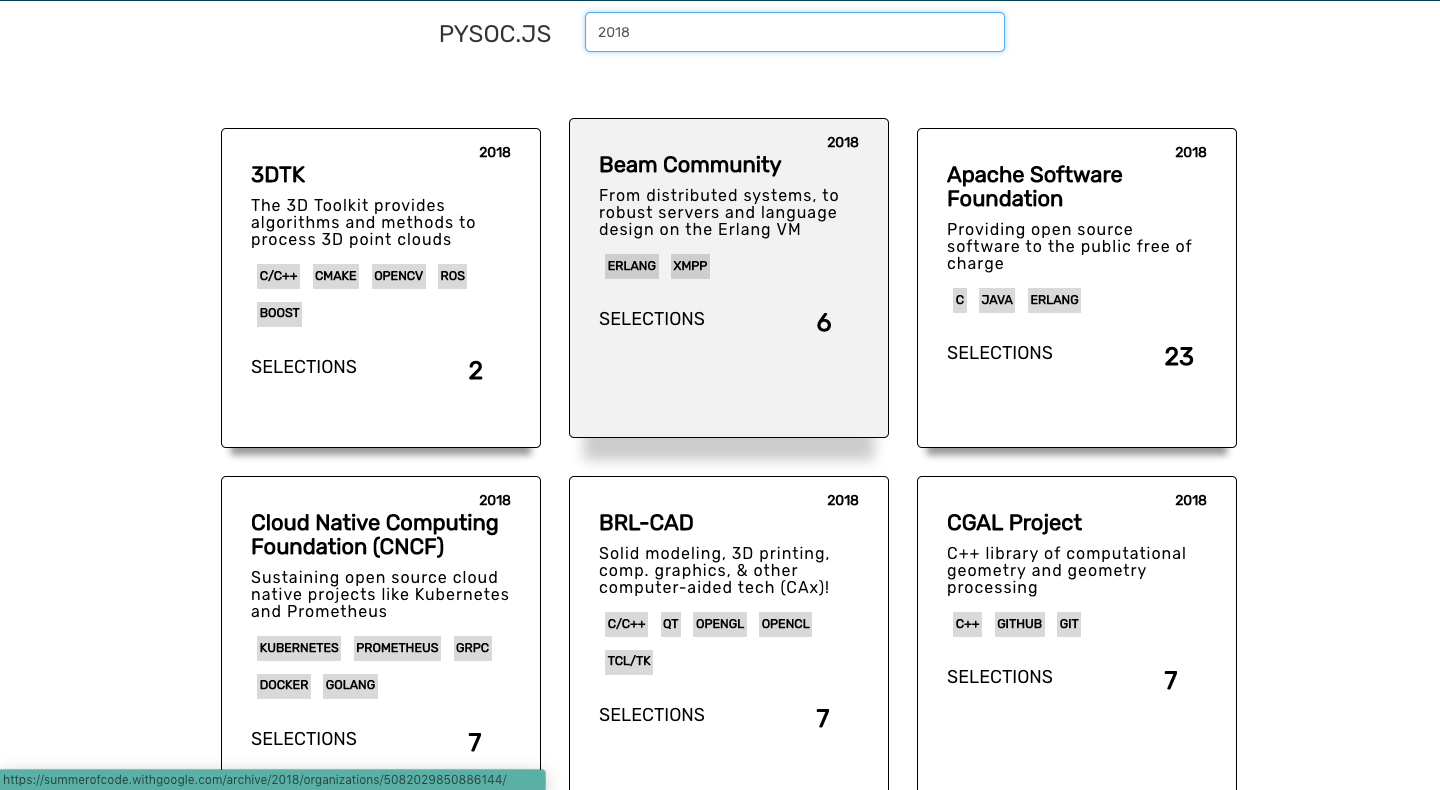 PYSOC.JS
2018
2018
3DTK
The 3D Toolkit provides
algorithms and methods to
process 3D point clouds
C/C++ CMAKE OPENCV ROS
BOOST
SELECTIONS 2
2018
Beam Community
From distributed systems, to
robust servers and language
design on the Erlang VM
ERLANG XMPP
SELECTIONS 6
2018
Apache Software
Foundation
Providing open source
software to the public free of
charge
C JAVA ERLANG
SELECTIONS 23
2018
Cloud Native Computing
Foundation (CNCF)
Sustaining open source cloud
native projects like Kubernetes
and Prometheus
KUBERNETES PROMETHEUS GRPC
DOCKER GOLANG
SELECTIONS 7
2018
BRL-CAD
Solid modeling, 3D printing,
comp. graphics, & other
computer-aided tech (CAx)!
C/C++ QT OPENGL OPENCL
TCL/TK
SELECTIONS 7
2018
CGAL Project
C++ library of computational
geometry and geometry
processing
C++ GITHUB GIT
SELECTIONS 7
https://summerofcode.withgoogle.com/archive/2018/organizations/5082029850886144/